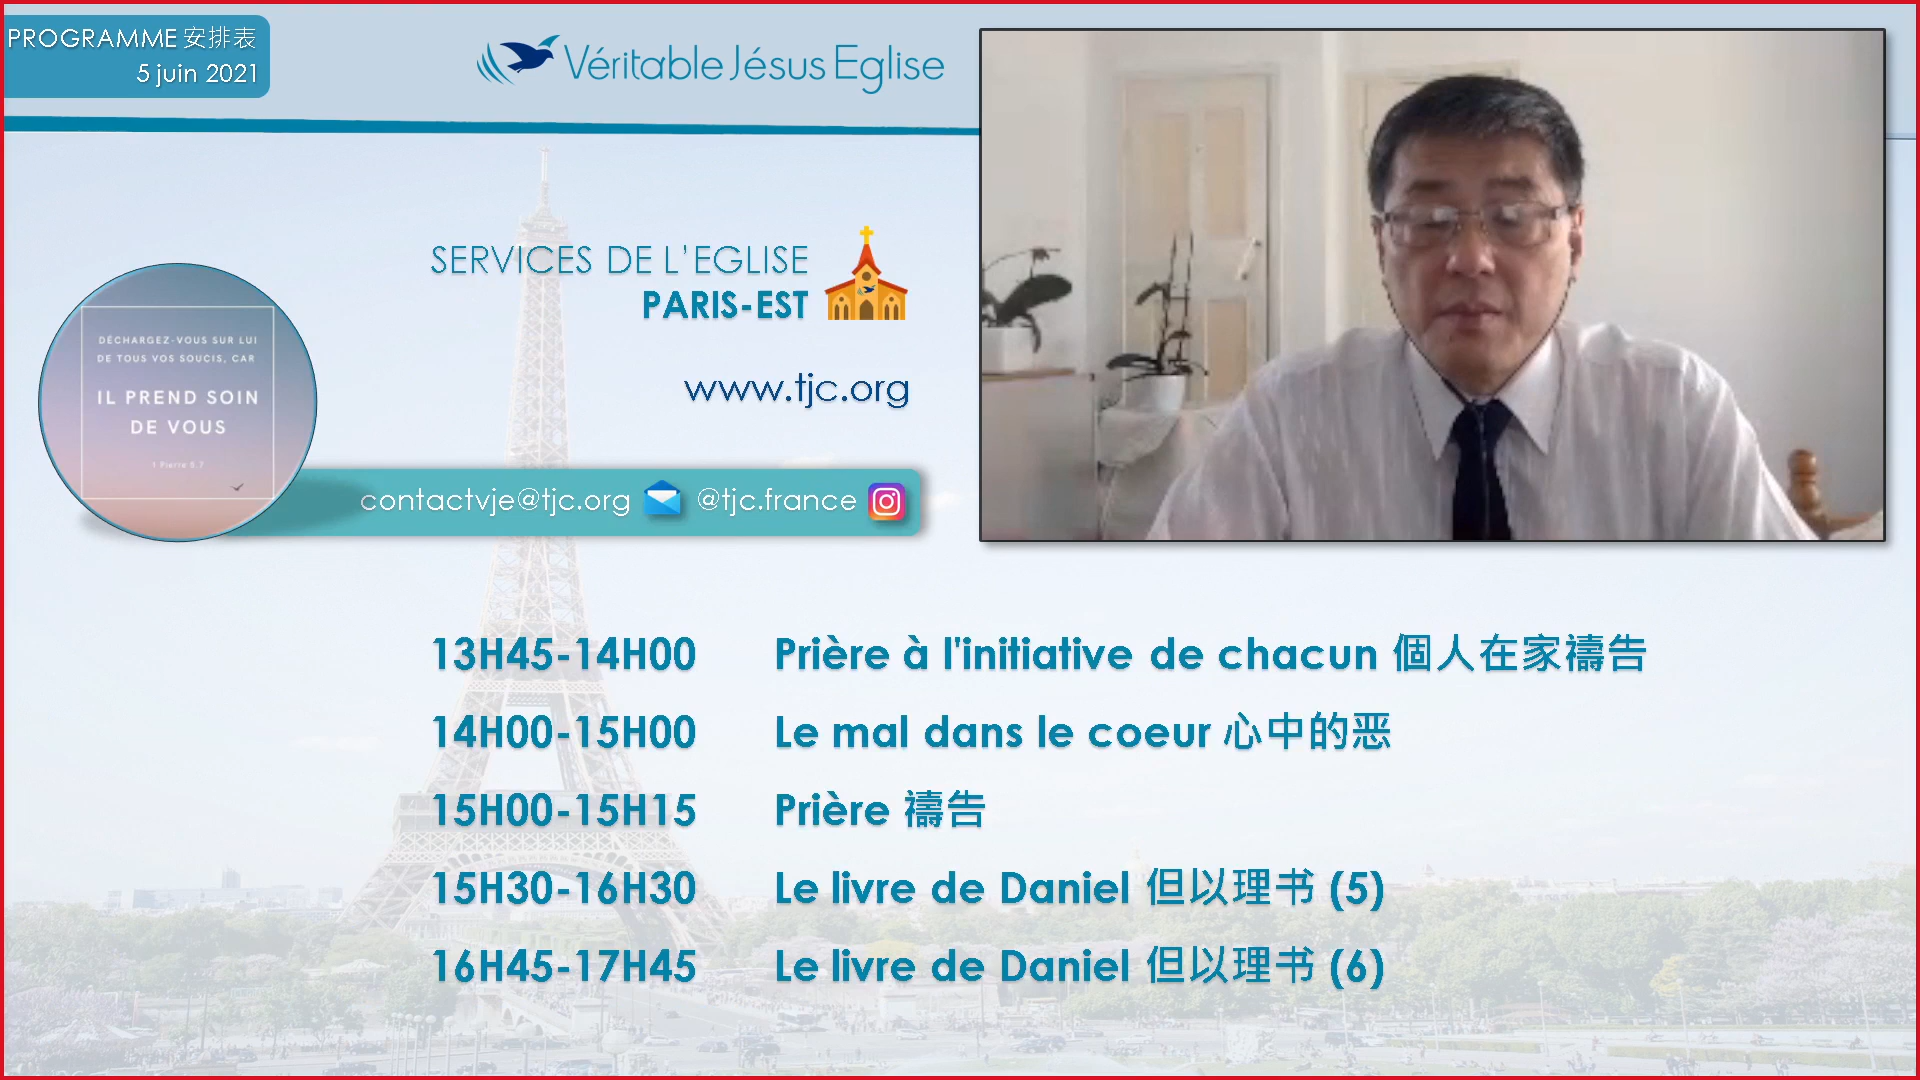 PROGRAMME 安排表
5 juin 2021
Véritable Jésus Eglise
SERVICES DE L'EGLISE
PARIS-EST
www.tjc.org
DÉCHARGEZ-VOUS SUR LUI
DE TOUS VOS SOUCIS, CAR
IL PREND SOIN
DE VOUS
1 Pierre 5.7
contactvje@tjc.org @tjc.france
13H45-14H00 Prière à l'initiative de chacun 個人在家禱告
14H00-15H00 Le mal dans le coeur 心中的恶
15H00-15H15 Prière 禱告
15H30-16H30 Le livre de Daniel 但以理书 (5)
16H45-17H45 Le livre de Daniel 但以理书 (6)